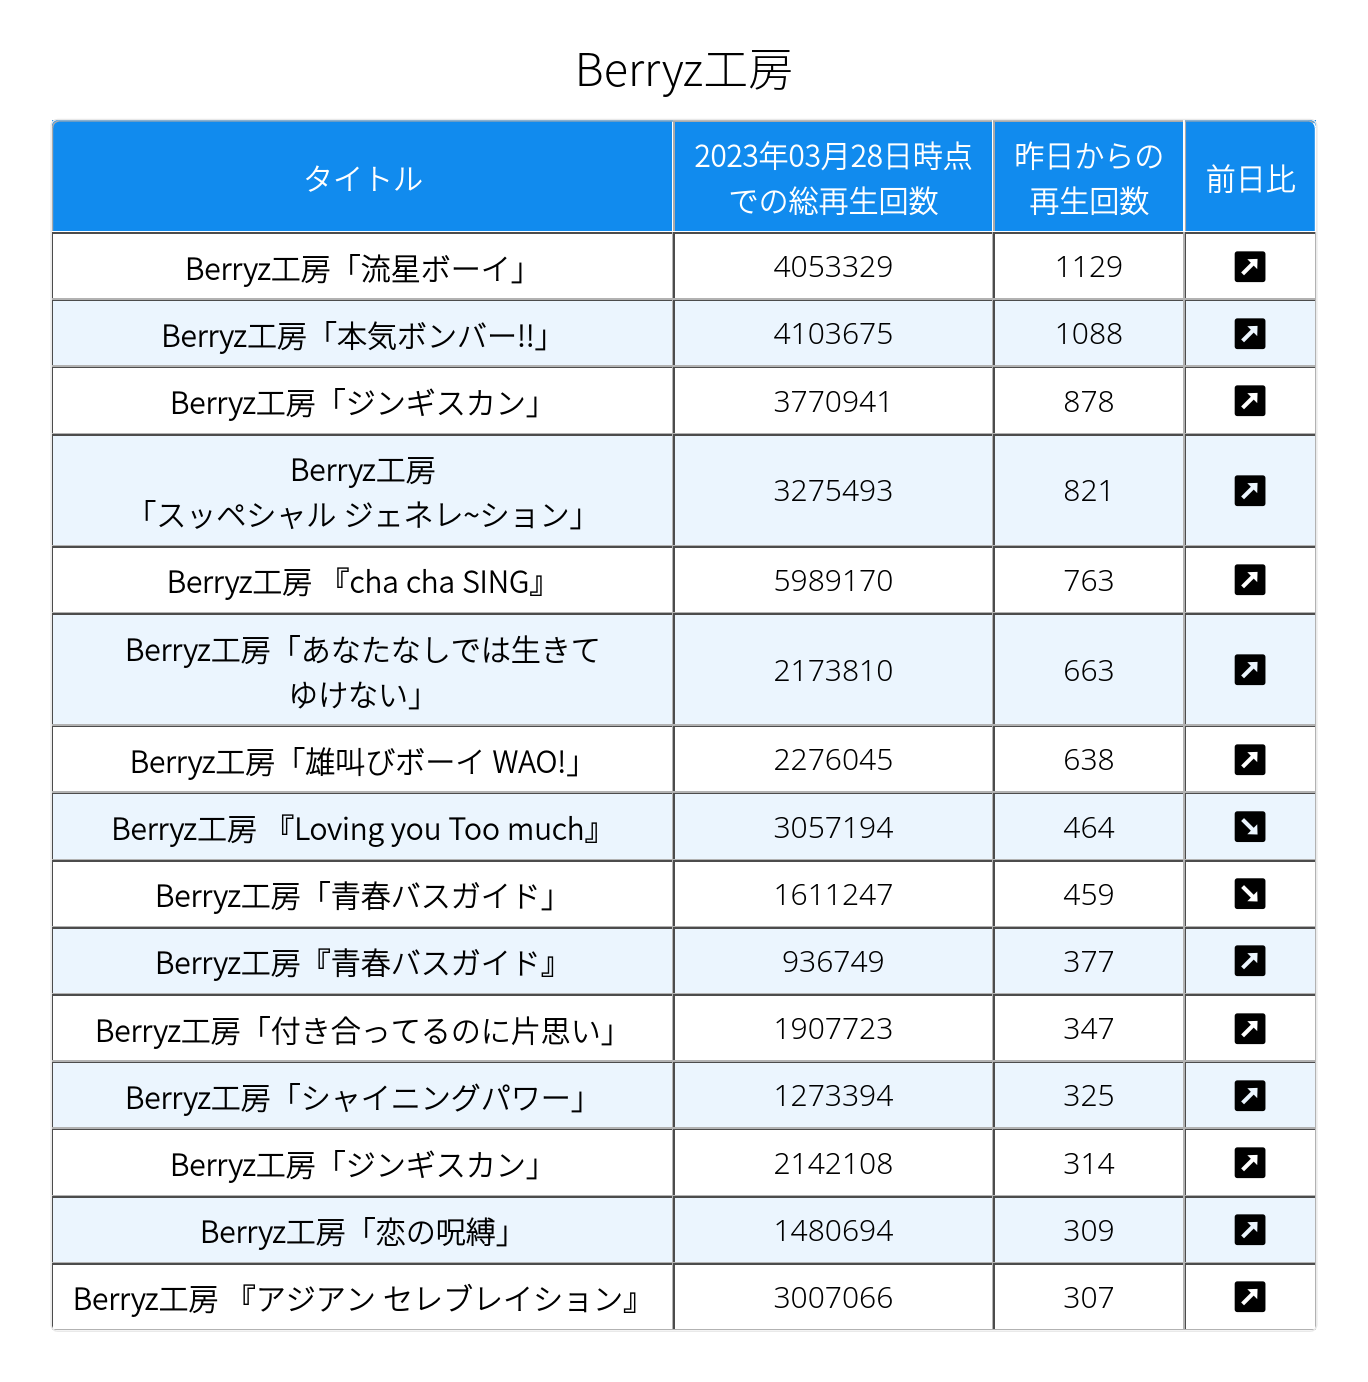 Berryz工房
タイトル
2023年03月28日時点
での総再生回数
昨日からの
再生回数
前日比
Berryz工房「流星ボーイ」 4053329 1129 ↗
Berryz工房「本気ボンバー!!」 4103675 1088 ↗
Berryz工房「ジンギスカン」 3770941 878 ↗
Berryz工房
「スッペシャル ジェネレ~ション」 3275493 821 ↗
Berryz工房 『cha cha SING』 5989170 763 ↗
Berryz工房「あなたなしでは生きて
ゆけない」 2173810 663 ↗
Berryz工房「雄叫びボーイ WAO!」 2276045 638 ↗
Berryz工房 『Loving you Too much』 3057194 464 ↘
Berryz工房「青春バスガイド」 1611247 459 ↘
Berryz工房『青春バスガイド』 936749 377 ↗
Berryz工房「付き合ってるのに片思い」 1907723 347 ↗
Berryz工房「シャイニングパワー」 1273394 325 ↗
Berryz工房「ジンギスカン」 2142108 314 ↗
Berryz工房「恋の呪縛」 1480694 309 ↗
Berryz工房 『アジアン セレブレイション』 3007066 307 ↗